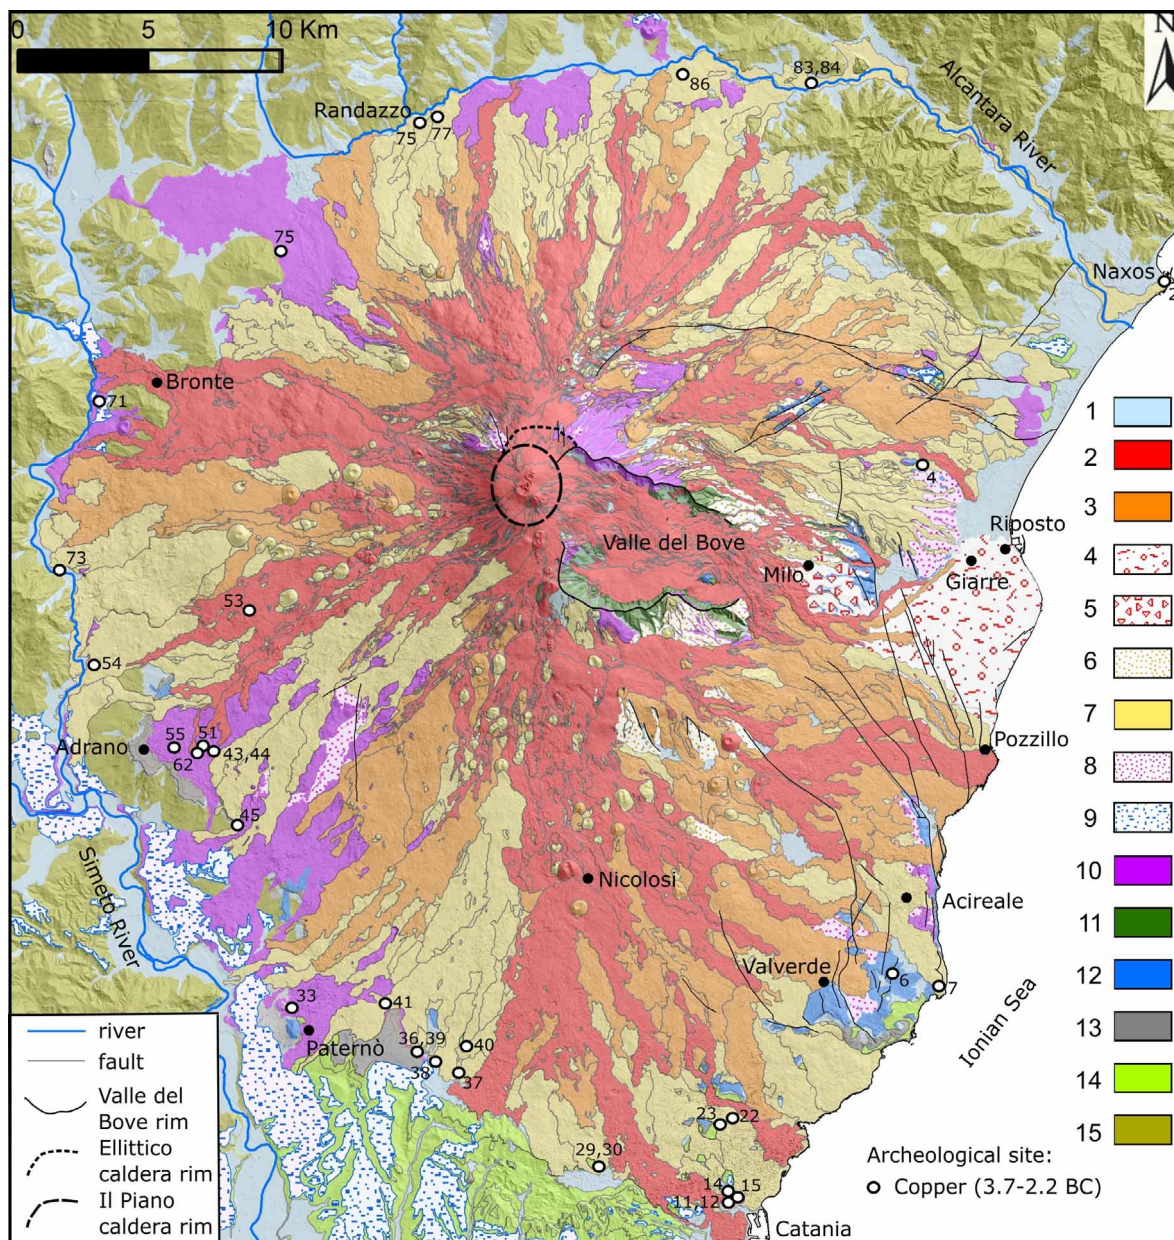 0 5 10 Km
N
86
83,84
Alcantara River
Randazzo
75
77
75
Naxos
2
Bronte
71
4
Riposto
Valle del Bove
Milo
Giarre
73
53
54
Adrano
55
51
62
43,44
Pozzillo
45
Simeto River
Nicolosi
Acireale
Valverde
6
7
33
41
Paternò
36,39
40
38
37
Ionian Sea
23
22
29,30
14
15
11,12
Catania
1
2
3
4
5
6
7
8
9
10
11
12
13
14
15
Archeological site:
Copper (3.7-2.2 BC)
river
fault
Valle del
Bove rim
Ellittico
caldera rim
Il Piano
caldera rim